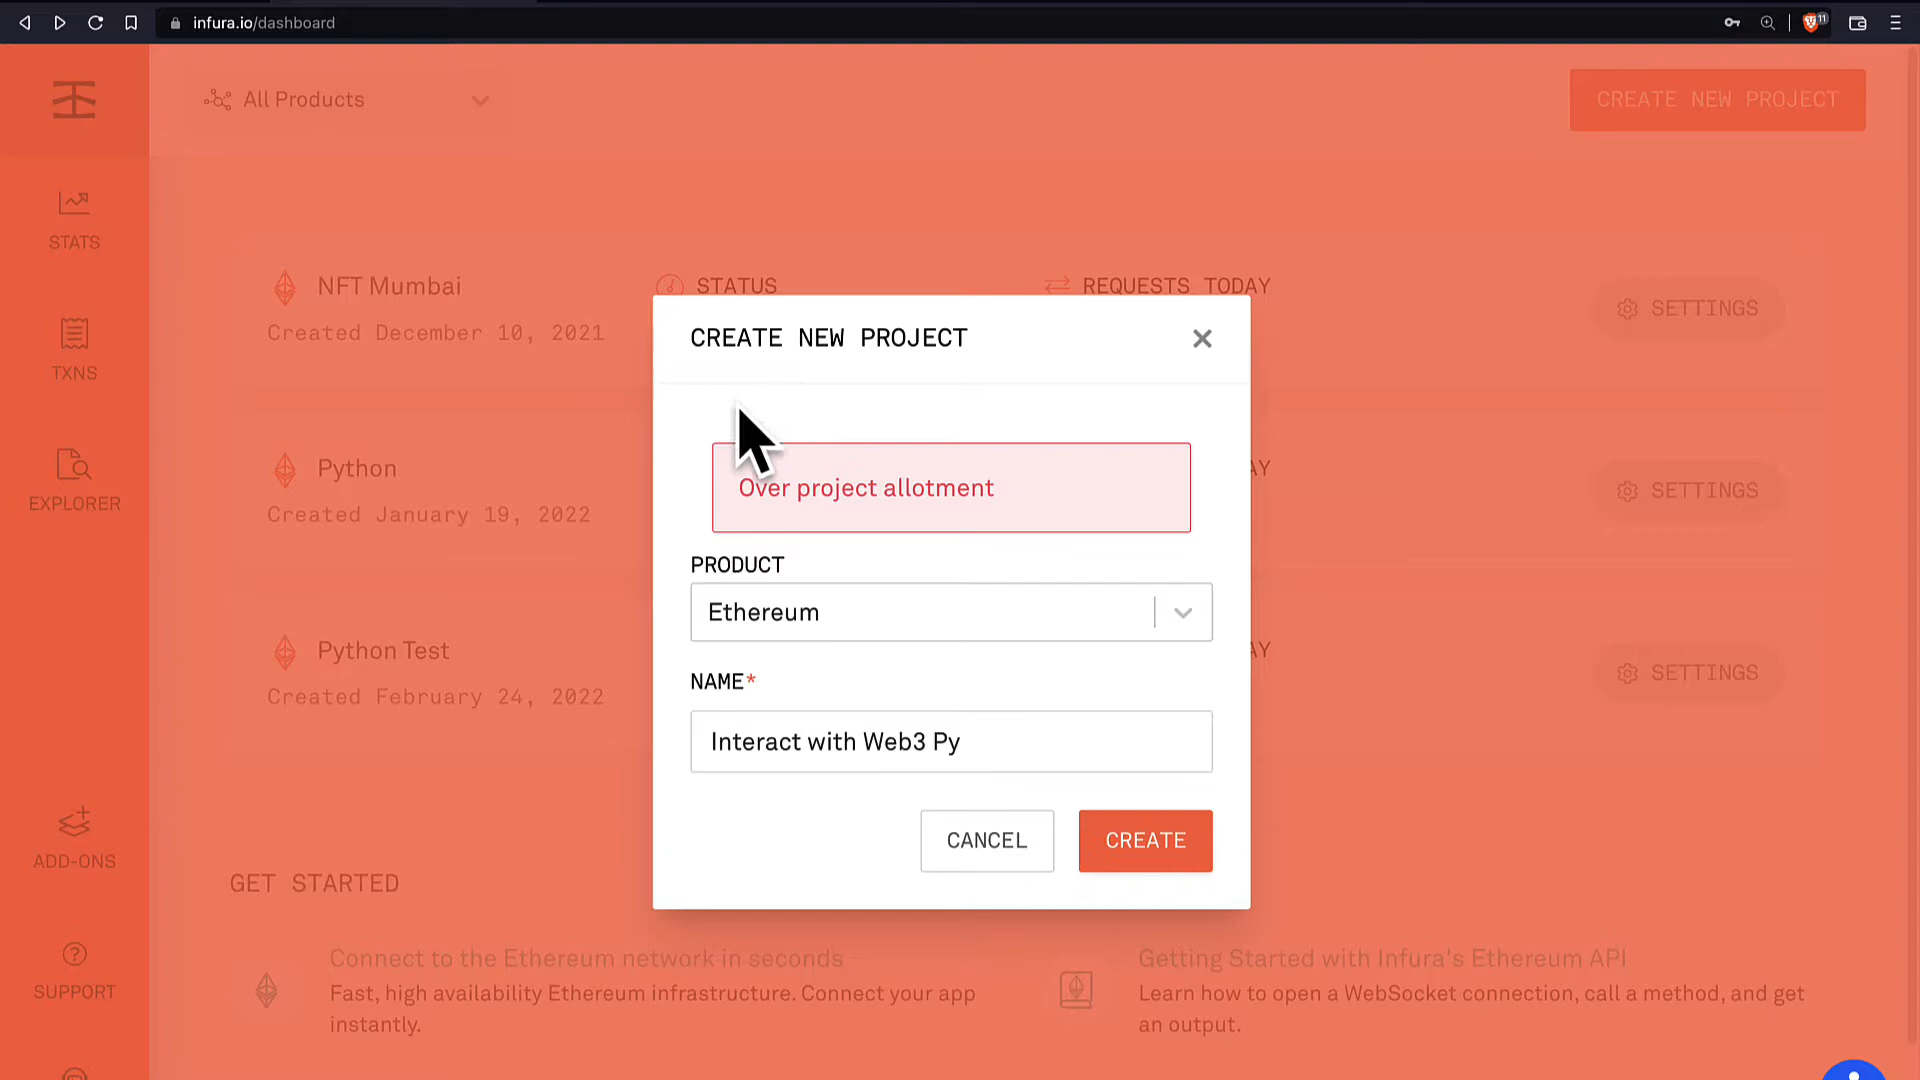 infura.io/dashboard
11
All Products
CREATE NEW PROJECT
STATS
TXNS
EXPLORER
ADD-ONS
SUPPORT
NFT Mumbai
Created December 10, 2021
STATUS
REQUESTS TODAY
SETTINGS
Python
Created January 19, 2022
AY
SETTINGS
Python Test
Created February 24, 2022
AY
SETTINGS
CREATE NEW PROJECT
Over project allotment
PRODUCT
Ethereum
NAME*
Interact with Web3 Py
CANCEL
CREATE
GET STARTED
Connect to the Ethereum network in seconds
Fast, high availability Ethereum infrastructure. Connect your app
instantly.
Getting Started with Infura's Ethereum API
Learn how to open a WebSocket connection, call a method, and get
an output.